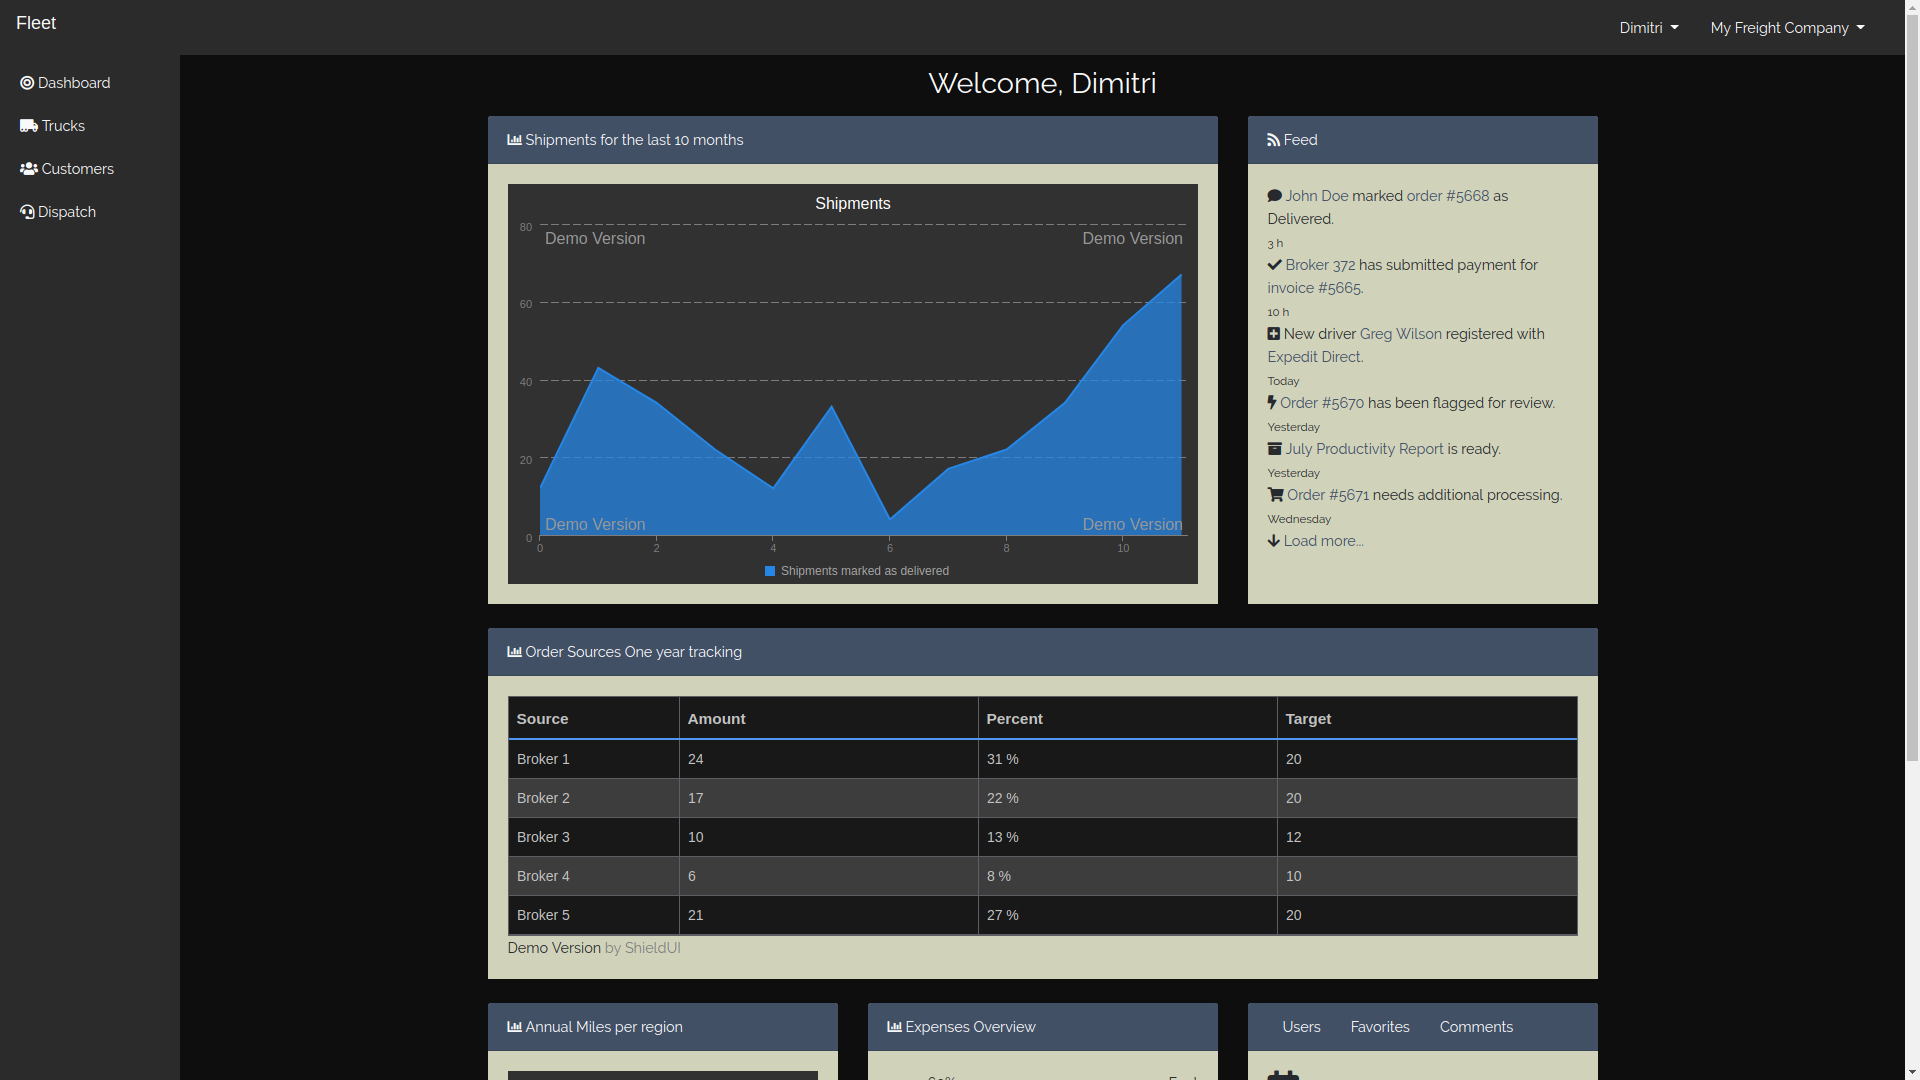 Fleet
Dimitri
My Freight Company
Dashboard
Trucks
Customers
Dispatch
Welcome, Dimitri
Shipments for the last 10 months
Shipments
80
Demo Version
Demo Version
60
40
20
Demo Version
Demo Version
0
0 2 4 6 8 10
Shipments marked as delivered
Feed
John Doe marked order #5668 as
Delivered.
3 h
Broker 372 has submitted payment for
invoice #5665.
10 h
New driver Greg Wilson registered with
Expedit Direct.
Today
Order #5670 has been flagged for review.
Yesterday
July Productivity Report is ready.
Yesterday
Order #5671 needs additional processing.
Wednesday
Load more...
Order Sources One year tracking
Source Amount Percent Target
Broker 1 24 31 % 20
Broker 2 17 22 % 20
Broker 3 10 13 % 12
Broker 4 6 8 % 10
Broker 5 21 27 % 20
Demo Version by ShieldUI
Annual Miles per region
Expenses Overview
Users Favorites Comments